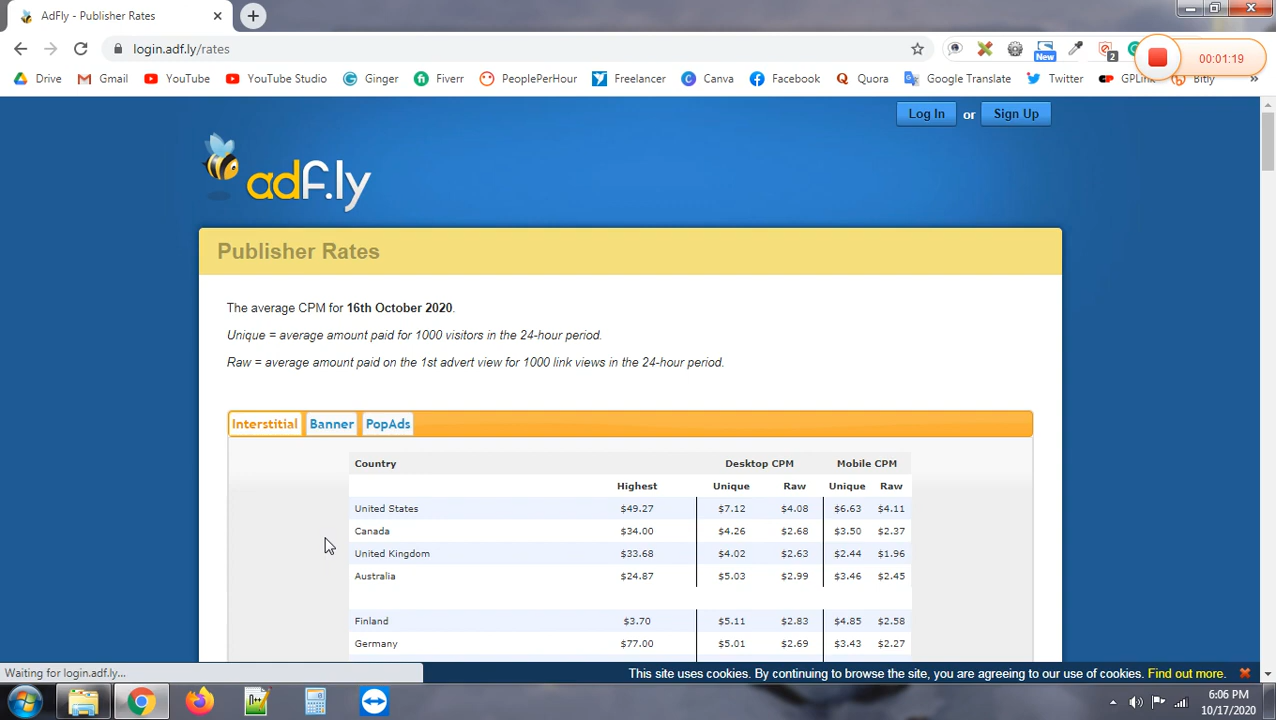 AdFly - Publisher Rates
login.adf.ly/rates
New
2
00:01:19
Drive Gmail YouTube YouTube Studio Ginger Fiverr PeoplePerHour Freelancer Canva Facebook Quora Google Translate Twitter GPLink Bitly
Log In or Sign Up
adf.ly
Publisher Rates
The average CPM for 16th October 2020.
Unique = average amount paid for 1000 visitors in the 24-hour period.
Raw = average amount paid on the 1st advert view for 1000 link views in the 24-hour period.
Interstitial Banner PopAds
Country Desktop CPM Mobile CPM
Highest Unique Raw Unique Raw
United States $49.27 $7.12 $4.08 $6.63 $4.11
Canada $34.00 $4.26 $2.68 $3.50 $2.37
United Kingdom $33.68 $4.02 $2.63 $2.44 $1.96
Australia $24.87 $5.03 $2.99 $3.46 $2.45
Finland $3.70 $5.11 $2.83 $4.85 $2.58
Germany $77.00 $5.01 $2.69 $3.43 $2.27
Waiting for login.adf.ly...
This site uses cookies. By continuing to browse the site, you are agreeing to our use of cookies. Find out more.
6:06 PM
10/17/2020